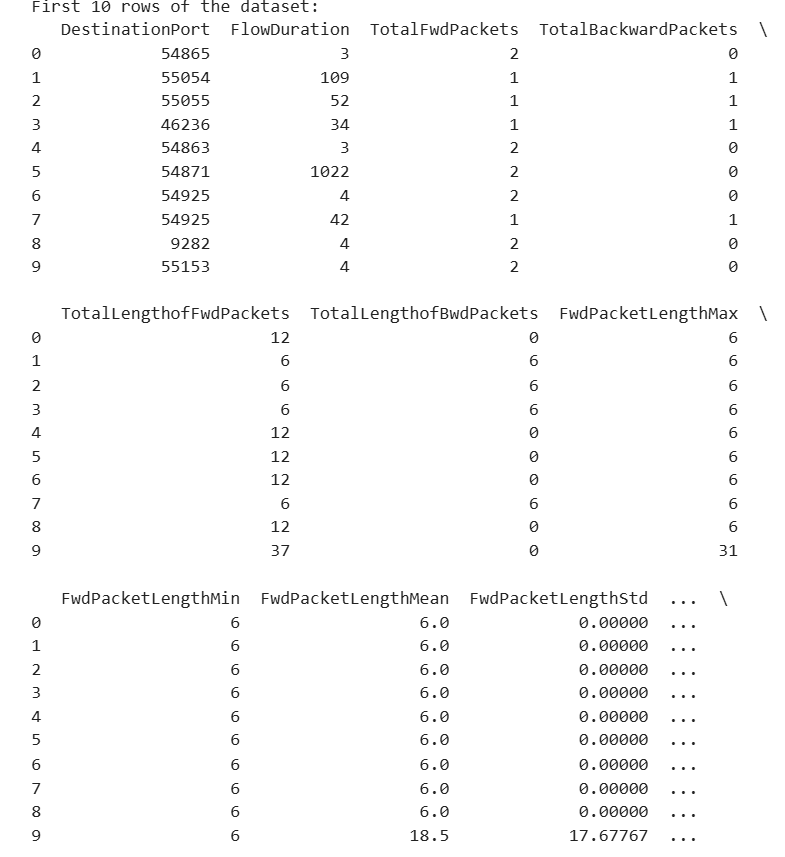 First 10 rows of the dataset:
   DestinationPort  FlowDuration  TotalFwdPackets  TotalBackwardPackets  \
0            54865             3                2                     0
1            55054           109                1                     1
2            55055            52                1                     1
3            46236            34                1                     1
4            54863             3                2                     0
5            54871          1022                2                     0
6            54925             4                2                     0
7            54925            42                1                     1
8             9282             4                2                     0
9            55153             4                2                     0

   TotalLengthofFwdPackets  TotalLengthofBwdPackets  FwdPacketLengthMax  \
0                       12                        0                   6
1                        6                        6                   6
2                        6                        6                   6
3                        6                        6                   6
4                       12                        0                   6
5                       12                        0                   6
6                       12                        0                   6
7                        6                        6                   6
8                       12                        0                   6
9                       37                        0                  31

   FwdPacketLengthMin  FwdPacketLengthMean  FwdPacketLengthStd  ...  \
0                   6                  6.0             0.00000  ...
1                   6                  6.0             0.00000  ...
2                   6                  6.0             0.00000  ...
3                   6                  6.0             0.00000  ...
4                   6                  6.0             0.00000  ...
5                   6                  6.0             0.00000  ...
6                   6                  6.0             0.00000  ...
7                   6                  6.0             0.00000  ...
8                   6                  6.0             0.00000  ...
9                   6                 18.5            17.67767  ...